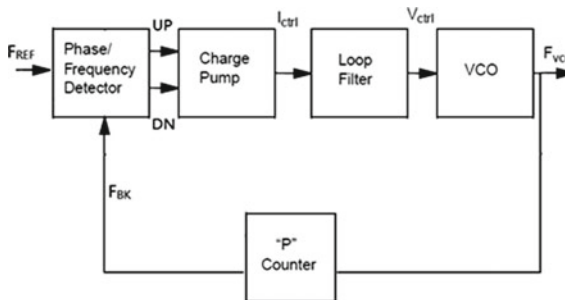 UP
I_ctrl
V_ctrl
F_REF
Phase/
Frequency
Detector
Charge
Pump
Loop
Filter
VCO
F_vco
DN
F_BK
"P"
Counter